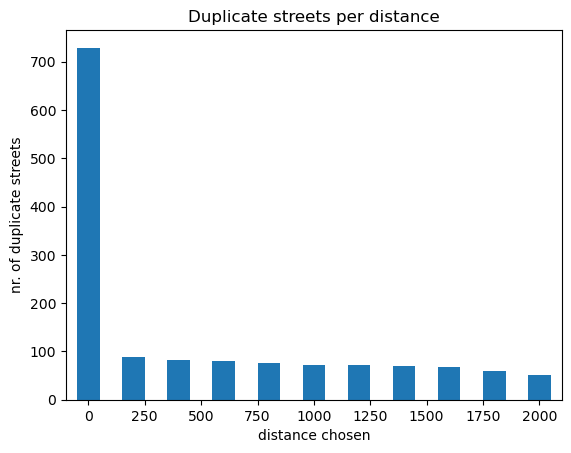 Duplicate streets per distance
nr. of duplicate streets
700
600
500
400
300
200
100
0
0 250 500 750 1000 1250 1500 1750 2000
distance chosen